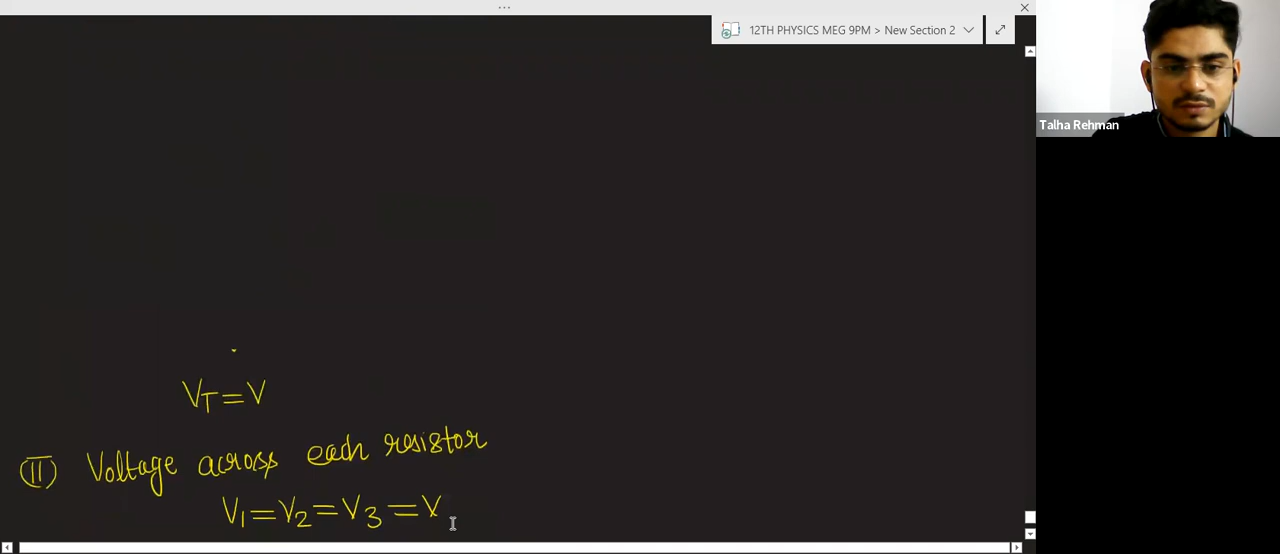 12TH PHYSICS MEG 9PM > New Section 2
Talha Rehman
V_T = V
(II) Voltage across each resistor
V_1 = V_2 = V_3 = V